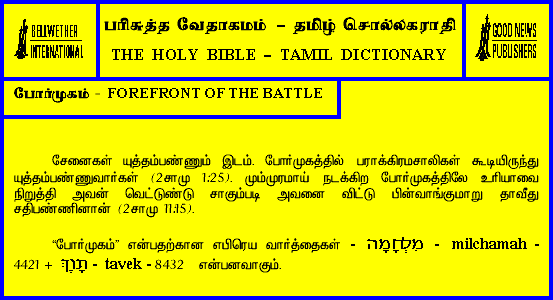 BELLWETHER
INTERNATIONAL
பரிசுத்த வேதாகமம் – தமிழ் சொல்லகராதி
THE HOLY BIBLE – TAMIL DICTIONARY
GOOD NEWS
PUBLISHERS
போர்முகம் - FOREFRONT OF THE BATTLE
சேனைகள் யுத்தம்பண்ணும் இடம். போர்முகத்தில் பராக்கிரமசாலிகள் கூடியிருந்து
யுத்தம்பண்ணுவார்கள் (2சாமு 1:25). மும்முரமாய் நடக்கிற போர்முகத்திலே உரியாவை
நிறுத்தி அவன் வெட்டுண்டு சாகும்படி அவனை விட்டு பின்வாங்குமாறு தாவீது
சதிபண்ணினான் (2சாமு 11:15).
“போர்முகம்” என்பதற்கான எபிரெய வார்த்தைகள் - מִלְחָמָה - milchamah -
4421 + תָּוֶךְ - tavek - 8432 என்பனவாகும்.